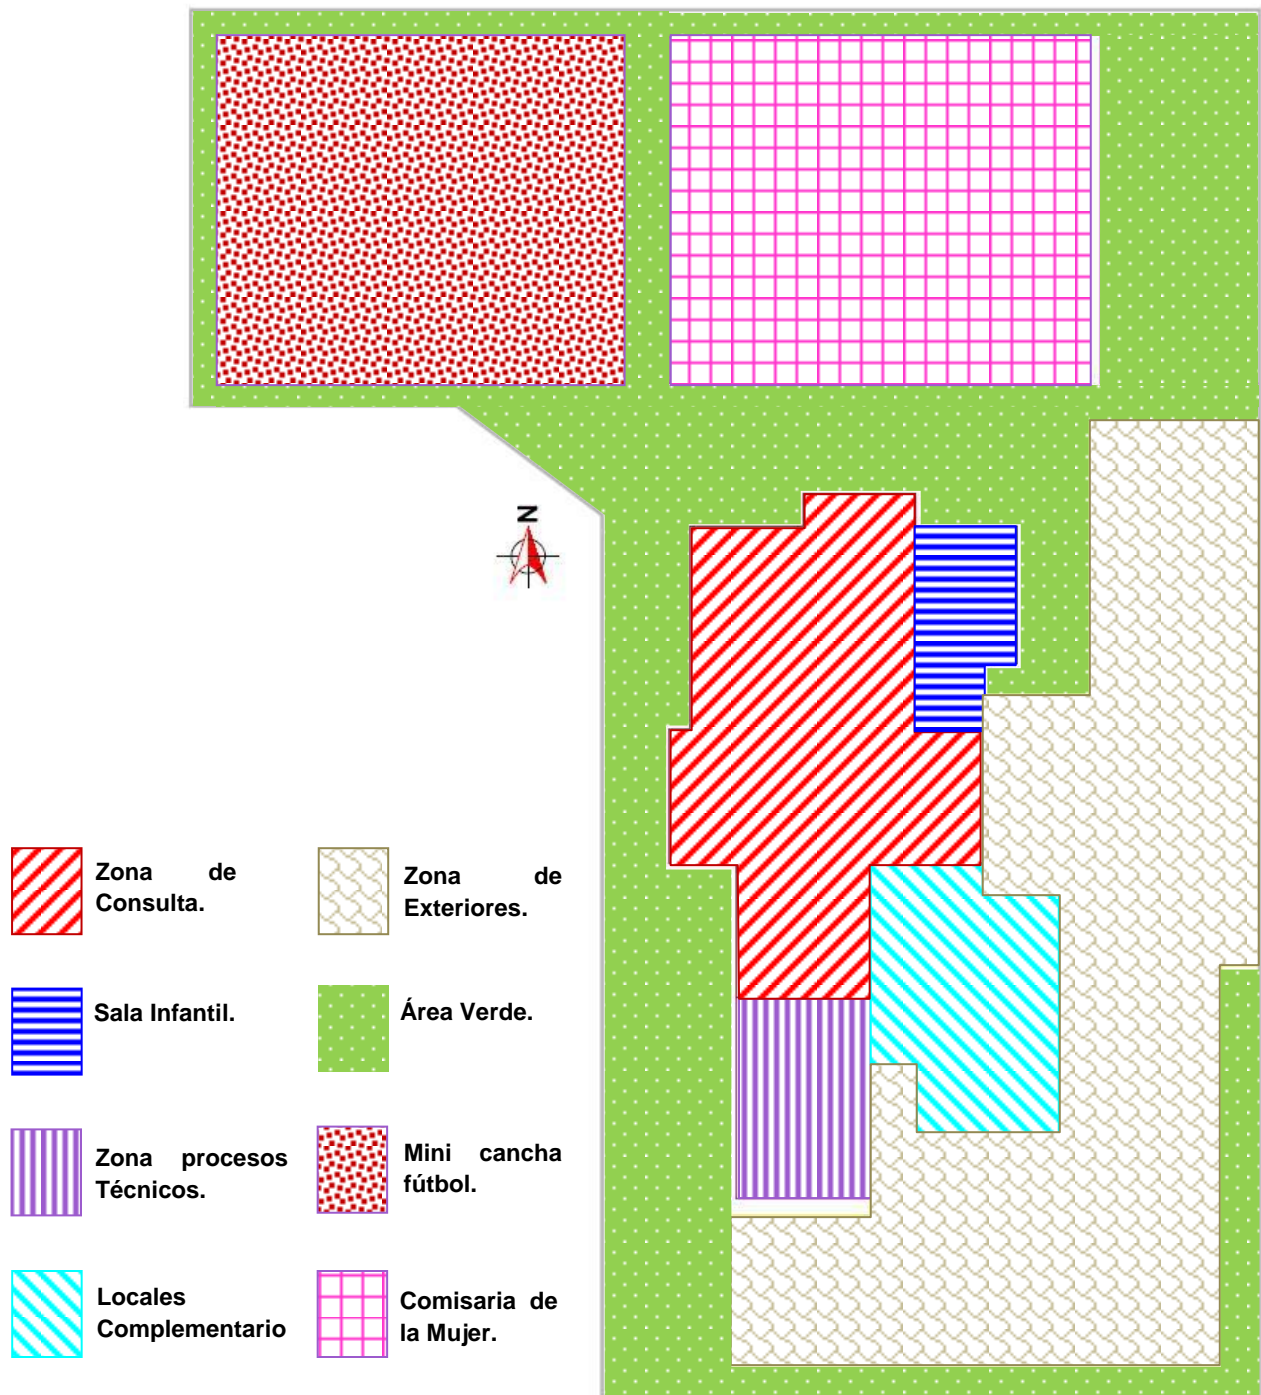 N
Zona de
Consulta.
Zona de
Exteriores.
Sala Infantil.
Área Verde.
Zona procesos
Técnicos.
Mini cancha
fútbol.
Locales
Complementario
Comisaria de
la Mujer.